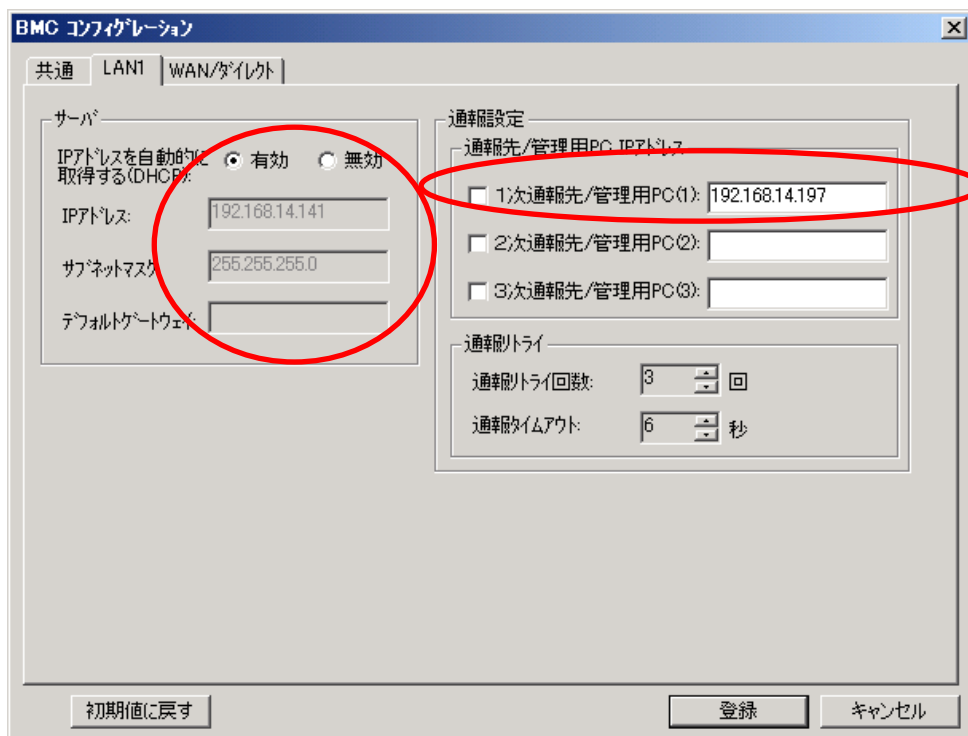 BMC コンフィグレーション
共通 LAN1 WAN/ダイレクト
サーバ
IPアドレスを自動的に
取得する(DHCP):
有効 無効
IPアドレス: 192.168.14.141
サブネットマスク 255.255.255.0
デフォルトゲートウェイ:
通報設定
通報先/管理用PC IPアドレス
1次通報先/管理用PC(1): 192.168.14.197
2次通報先/管理用PC(2):
3次通報先/管理用PC(3):
通報リトライ
通報リトライ回数: 3 回
通報タイムアウト: 6 秒
初期値に戻す 登録 キャンセル